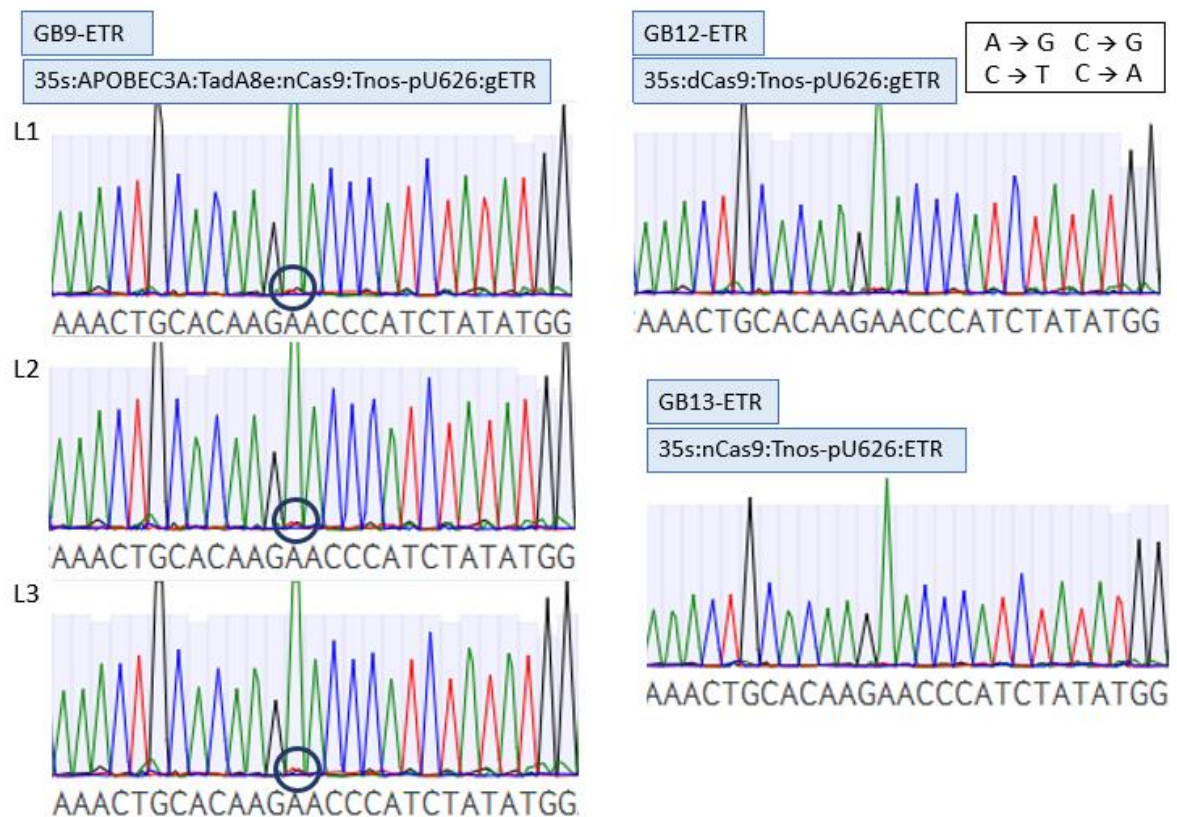 GB9-ETR
35s:APOBEC3A:TadA8e:nCas9:Tnos-pU626:gETR
L1
AAACTGCACAAGAACCCATCTATATGG
L2
AAACTGCACAAGAACCCATCTATATGG
L3
AAACTGCACAAGAACCCATCTATATGG
GB12-ETR
35s:dCas9:Tnos-pU626:gETR
A → G C → G
C → T C → A
AAACTGCACAAGAACCCATCTATATGG
GB13-ETR
35s:nCas9:Tnos-pU626:ETR
AAACTGCACAAGAACCCATCTATATGG